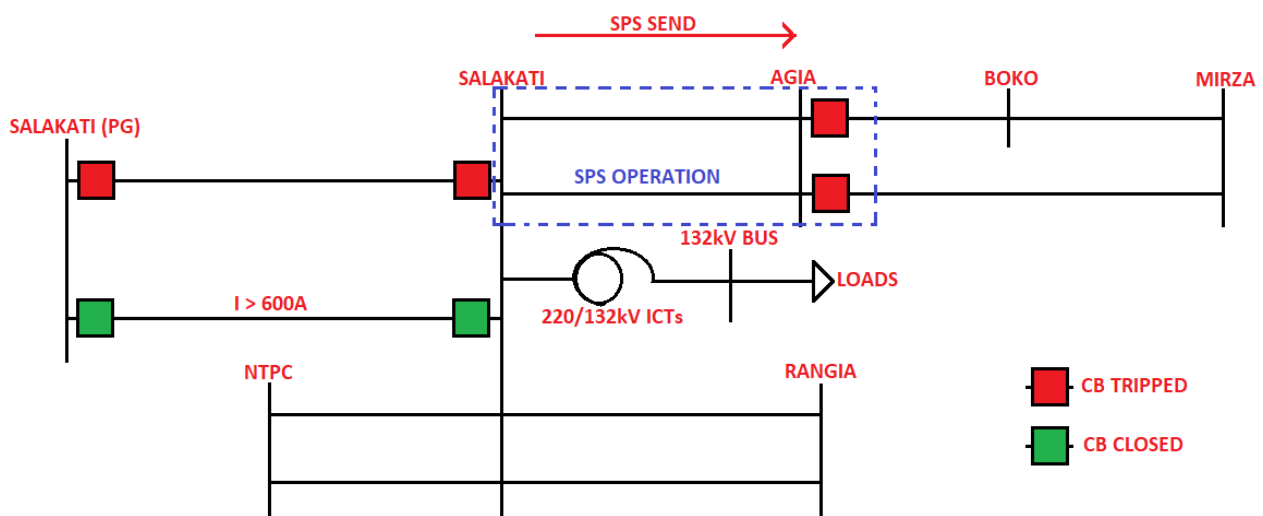 SPS SEND
SALAKATI
AGIA
BOKO
MIRZA
SALAKATI (PG)
SPS OPERATION
132kV BUS
I > 600A
LOADS
220/132kV ICTs
NTPC
RANGIA
CB TRIPPED
CB CLOSED